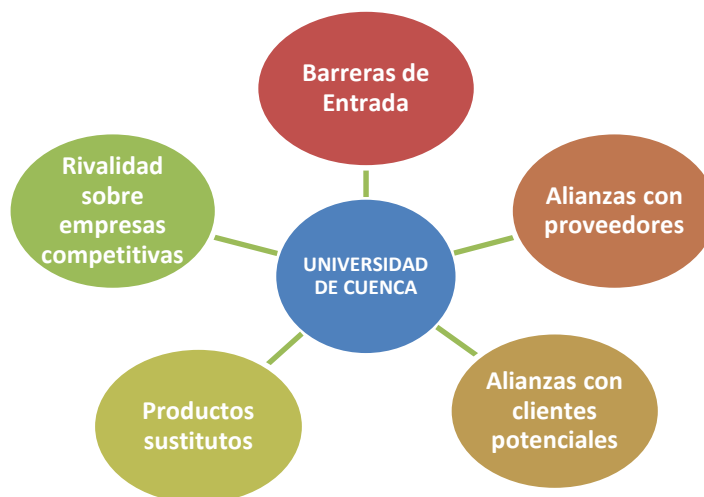 Barreras de
Entrada
Rivalidad
sobre
empresas
competitivas
Alianzas con
proveedores
UNIVERSIDAD
DE CUENCA
Productos
sustitutos
Alianzas con
clientes
potenciales